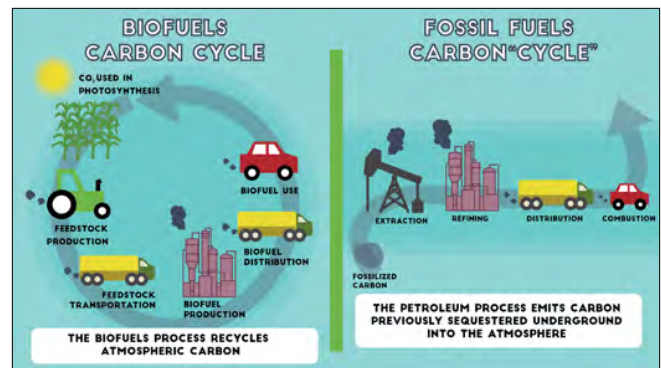 BIOFUELS
CARBON CYCLE
CO₂ USED IN
PHOTOSYNTHESIS
BIOFUEL USE
FEEDSTOCK
PRODUCTION
BIOFUEL
DISTRIBUTION
FEEDSTOCK
TRANSPORTATION
BIOFUEL
PRODUCTION
THE BIOFUELS PROCESS RECYCLES
ATMOSPHERIC CARBON
FOSSIL FUELS
CARBON“CYCLE”
EXTRACTION
REFINING
DISTRIBUTION
COMBUSTION
FOSSILIZED
CARBON
THE PETROLEUM PROCESS EMITS CARBON
PREVIOUSLY SEQUESTERED UNDERGROUND
INTO THE ATMOSPHERE